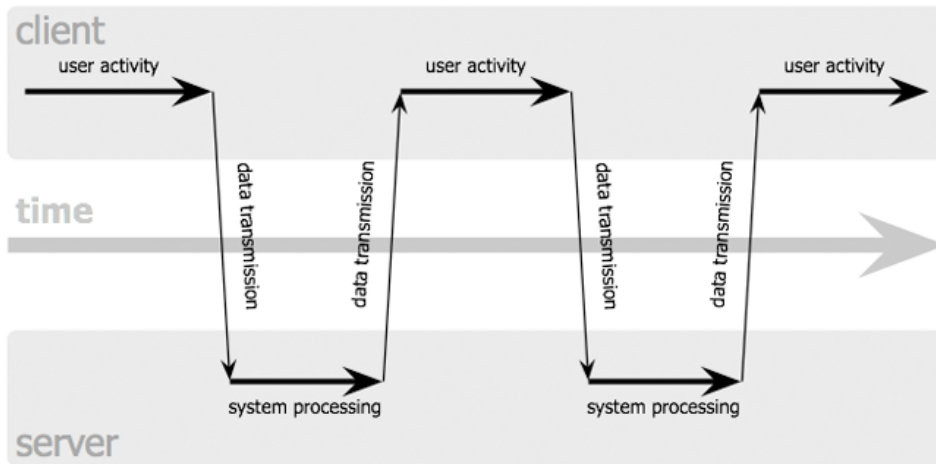 client
user activity
user activity
user activity
data transmission
data transmission
data transmission
data transmission
time
system processing
system processing
server